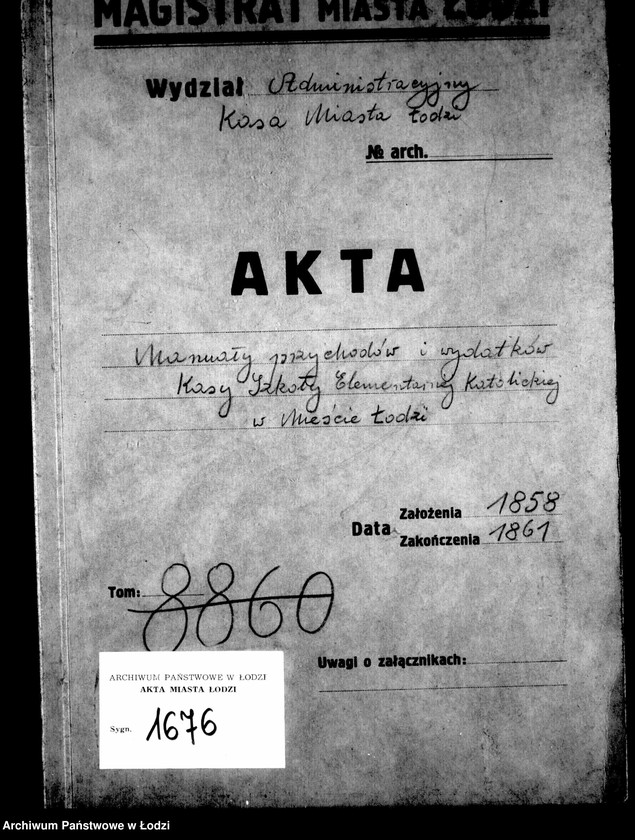 MAGISTRAT MIASTA ŁODZI
Wydział Administracyjny
Kasa Miasta Łodzi
№ arch.
AKTA
Manuały przychodów i wydatków
Kasy Szkoły Elementarnej Katolickiej
w Mieście Łodzi
Data Założenia 1858
Zakończenia 1861
Tom: 8860
Uwagi o załącznikach:
ARCHIWUM PAŃSTWOWE W ŁODZI
AKTA MIASTA ŁODZI
Sygn. 1676
Archiwum Państwowe w Łodzi